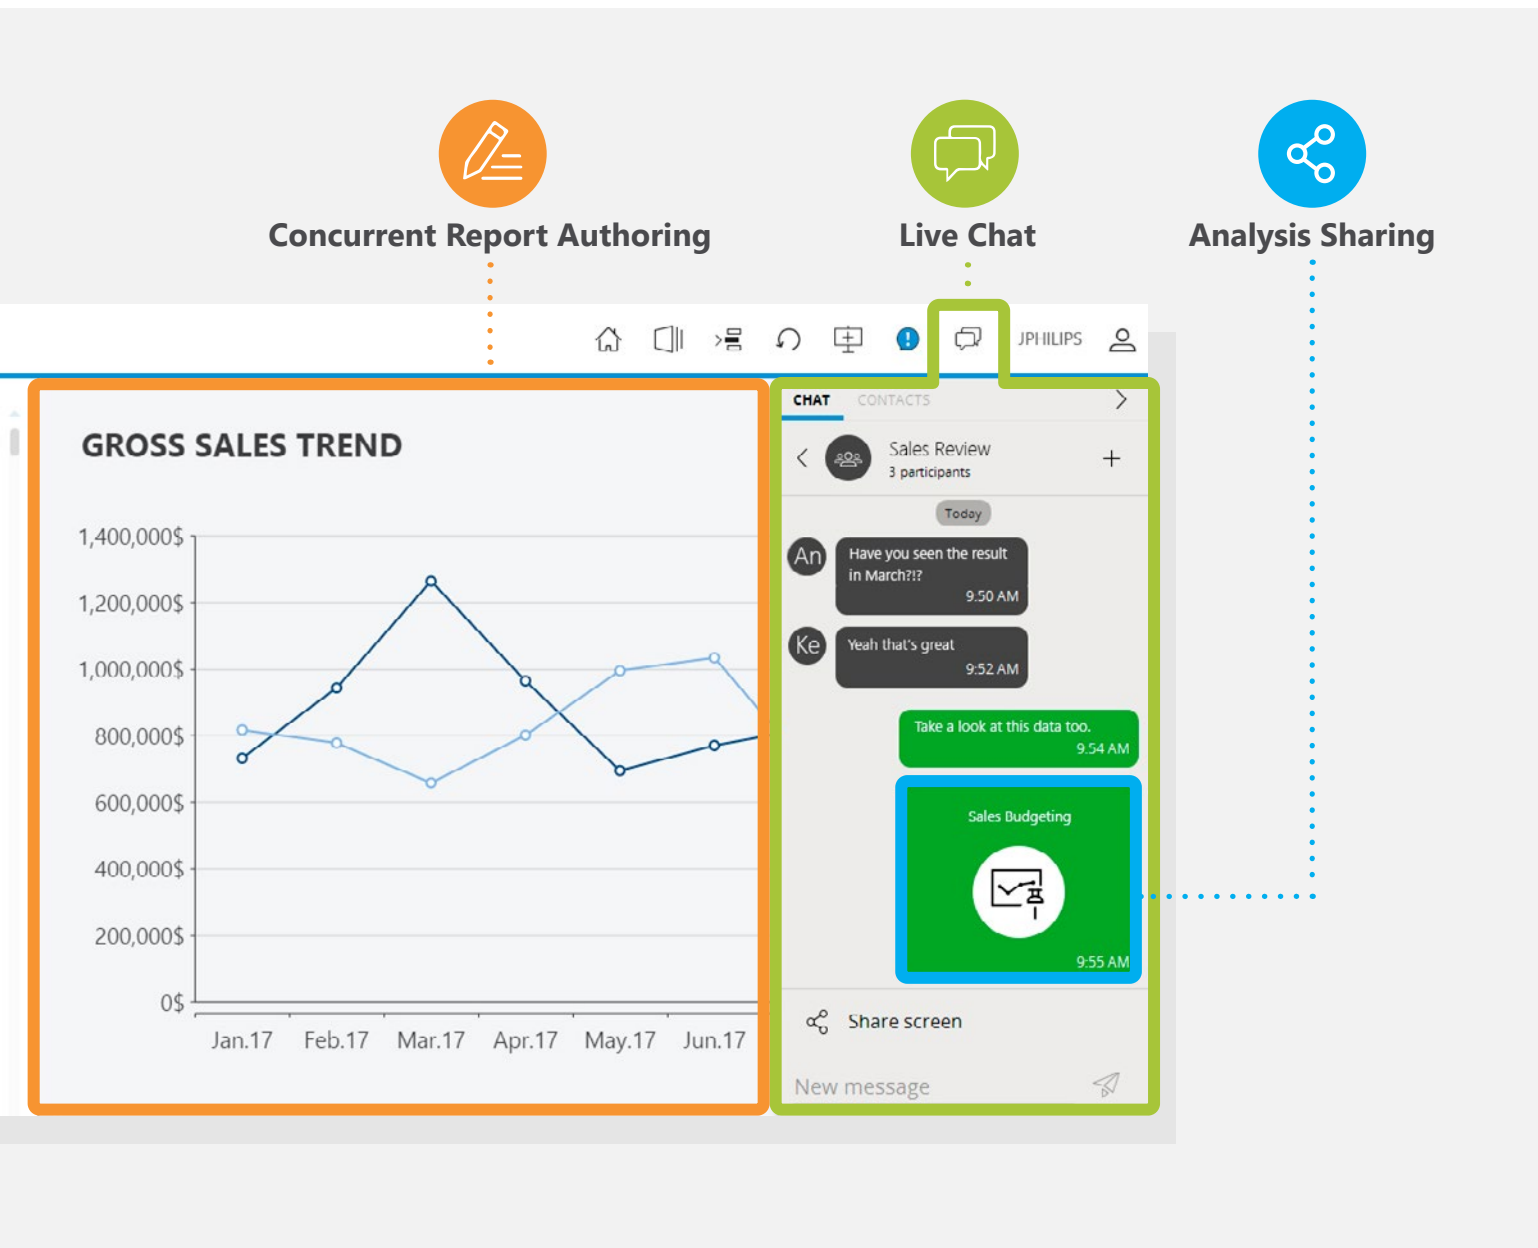 Concurrent Report Authoring
Live Chat
Analysis Sharing
JPHILIPS
GROSS SALES TREND
1,400,000$
1,200,000$
1,000,000$
800,000$
600,000$
400,000$
200,000$
0$
Jan.17 Feb.17 Mar.17 Apr.17 May.17 Jun.17
CHAT CONTACTS
Sales Review
3 participants
Today
An
Have you seen the result
in March?!?
9.50 AM
Ke
Yeah that's great
9:52 AM
Take a look at this data too.
9.54 AM
Sales Budgeting
9:55 AM
Share screen
New message